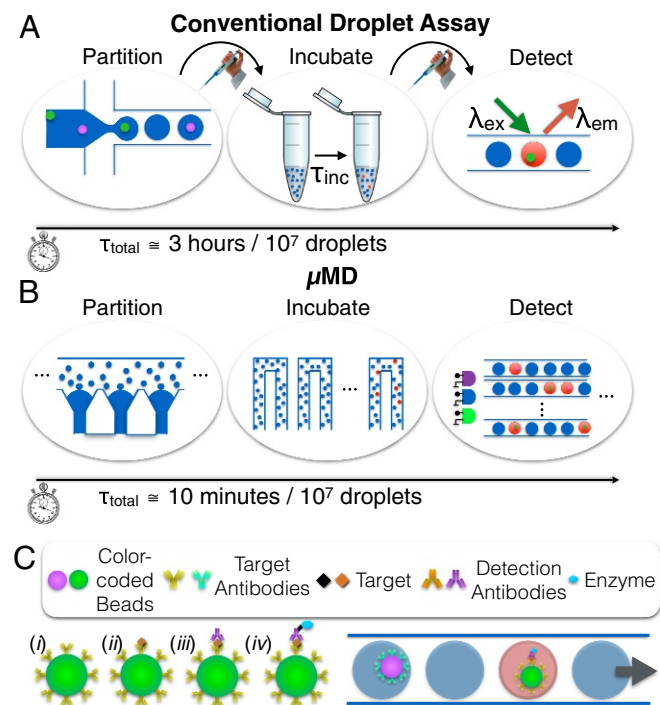 A
Conventional Droplet Assay
Partition
Incubate
Detect
λex
λem
τinc
τtotal ≅ 3 hours / 10⁷ droplets
B
μMD
Partition
Incubate
Detect
...
...
...
...
τtotal ≅ 10 minutes / 10⁷ droplets
C
Color-
coded
Beads
Target
Antibodies
Target
Detection
Antibodies
Enzyme
(i)
(ii)
(iii)
(iv)